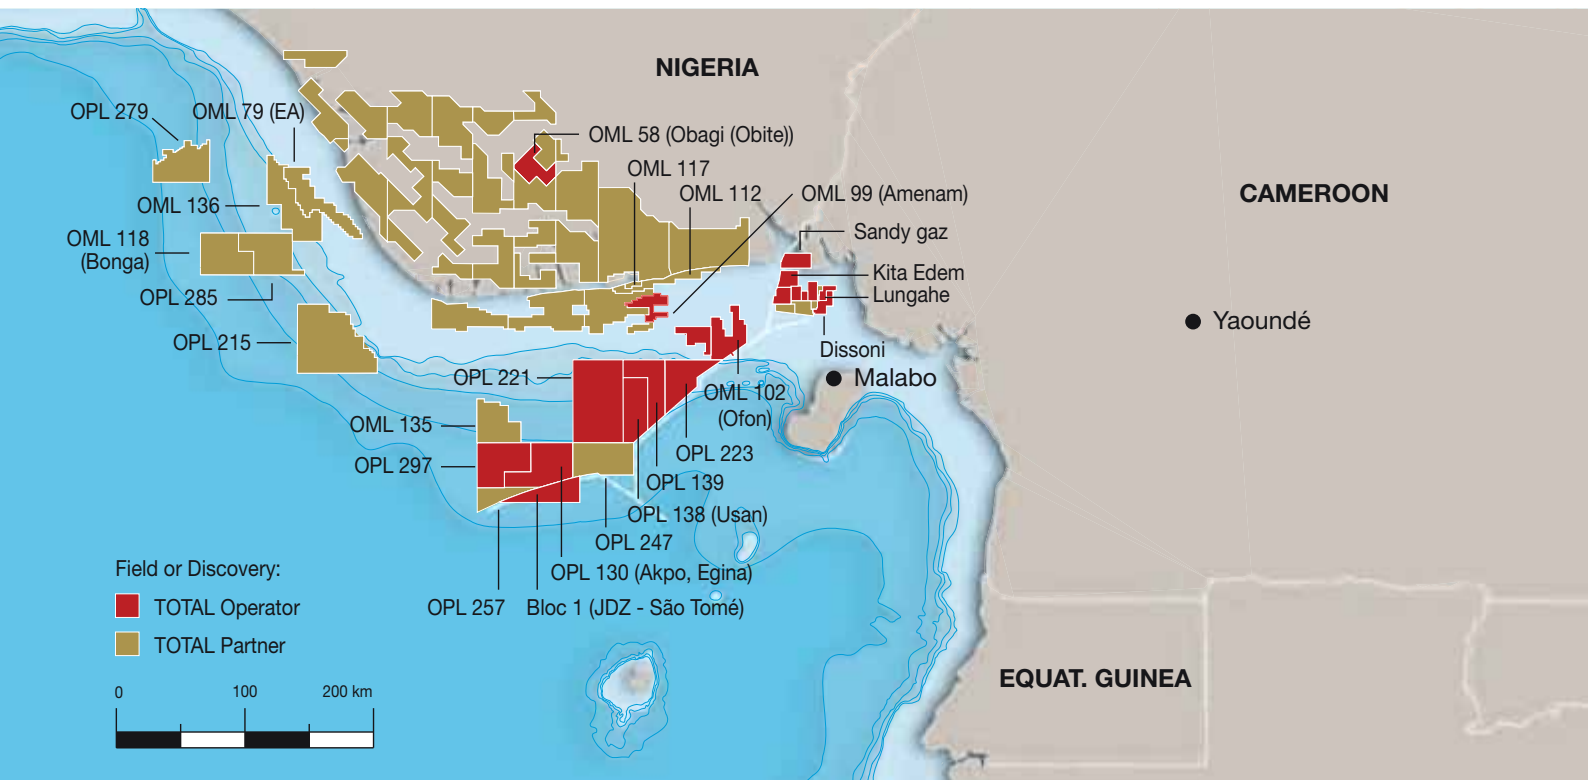 NIGERIA
OPL 279
OML 79 (EA)
OML 58 (Obagi (Obite))
OML 117
OML 112
OML 99 (Amenam)
CAMEROON
OML 136
Sandy gaz
OML 118
(Bonga)
Kita Edem
Lungahe
OPL 285
Yaoundé
OPL 215
Dissoni
OPL 221
Malabo
OML 102
(Ofon)
OML 135
OPL 223
OPL 297
OPL 139
OPL 138 (Usan)
OPL 247
OPL 130 (Akpo, Egina)
OPL 257
Bloc 1 (JDZ - São Tomé)
Field or Discovery:
TOTAL Operator
TOTAL Partner
EQUAT. GUINEA
0 100 200 km